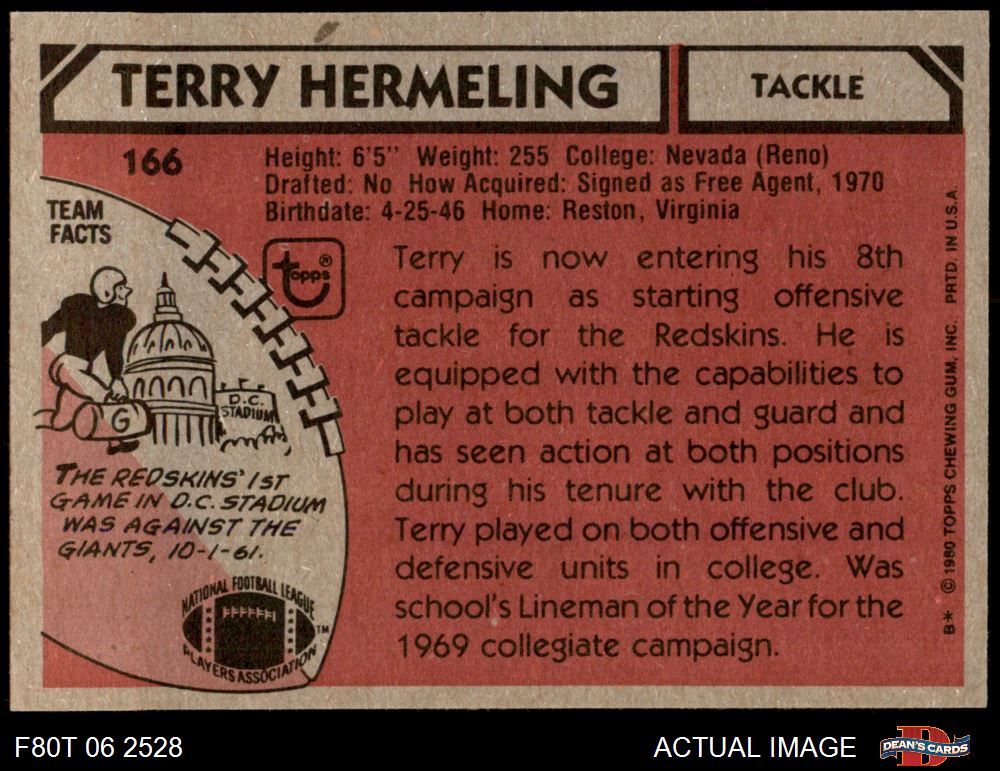 TERRY HERMELING
TACKLE
166
Height: 6'5" Weight: 255 College: Nevada (Reno)
Drafted: No How Acquired: Signed as Free Agent, 1970
Birthdate: 4-25-46 Home: Reston, Virginia
TEAM
FACTS
topps®
D.C.
STADIUM
G
THE REDSKINS' 1ST
GAME IN D.C. STADIUM
WAS AGAINST THE
GIANTS, 10-1-61.
NATIONAL FOOTBALL LEAGUE
PLAYERS ASSOCIATION
TM
Terry is now entering his 8th
campaign as starting offensive
tackle for the Redskins. He is
equipped with the capabilities to
play at both tackle and guard and
has seen action at both positions
during his tenure with the club.
Terry played on both offensive and
defensive units in college. Was
school's Lineman of the Year for the
1969 collegiate campaign.
B* © 1980 TOPPS CHEWING GUM, INC. PRTD. IN U.S.A.
F80T 06 2528
ACTUAL IMAGE
DEAN'S CARDS